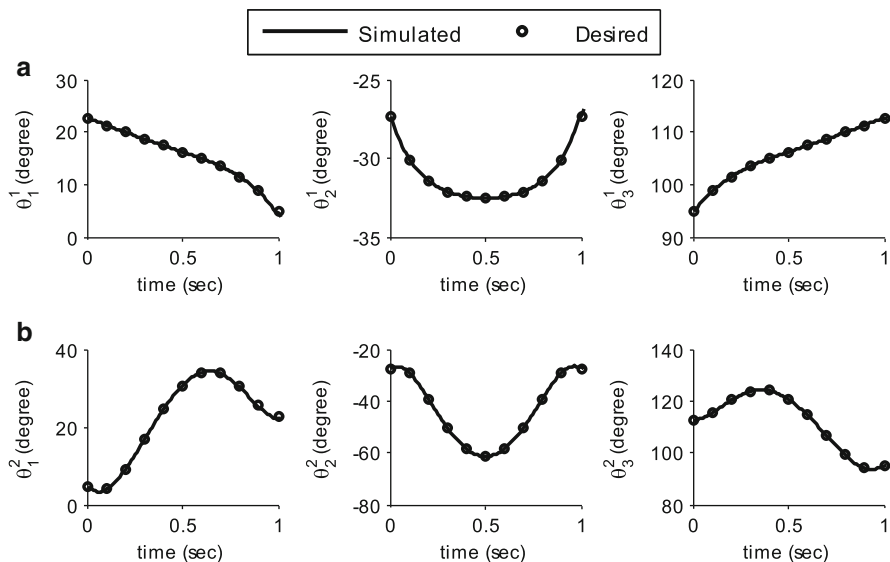 Simulated Desired
a
30
20
10
0
θ₁¹ (degree)
0 0.5 1
time (sec)
-25
-30
-35
θ₂¹ (degree)
0 0.5 1
time (sec)
120
110
100
90
θ₃¹ (degree)
0 0.5 1
time (sec)
b
40
20
0
θ₁² (degree)
0 0.5 1
time (sec)
-20
-40
-60
-80
θ₂² (degree)
0 0.5 1
time (sec)
140
120
100
80
θ₃² (degree)
0 0.5 1
time (sec)